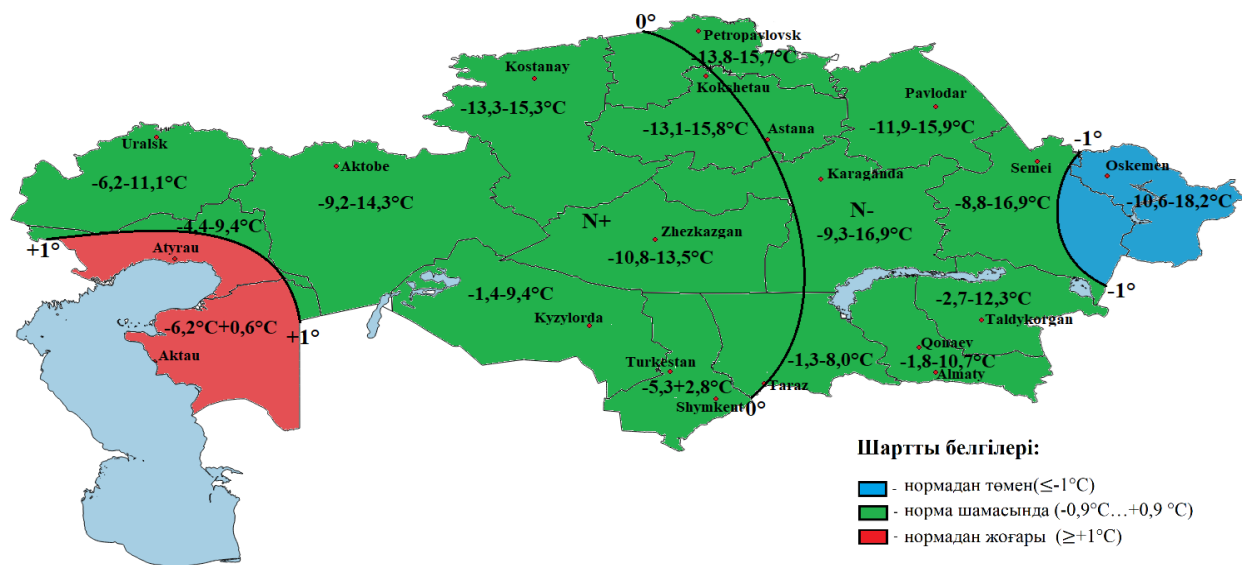 0°
Petropavlovsk
-13,8-15,7°C
Kostanay
-13,3-15,3°C
Kokshetau
Pavlodar
-11,9-15,9°C
-13,1-15,8°C
Astana
Uralsk
-6,2-11,1°C
Aktobe
-9,2-14,3°C
-1°
Semei
Oskemen
-8,8-16,9°C
-10,6-18,2°C
Karaganda
N-
-9,3-16,9°C
N+
Zhezkazgan
-10,8-13,5°C
-4,4-9,4°C
+1°
Atyrau
-1,4-9,4°C
Kyzylorda
-1°
-2,7-12,3°C
Taldykorgan
-6,2°C+0,6°C
+1°
Aktau
Qonaev
-1,8-10,7°C
Almaty
-1,3-8,0°C
Turkestan
-5,3+2,8°C
Taraz
Shymkent
0°
Шартты белгілері:
- нормадан төмен(≤-1°C)
- норма шамасында (-0,9°C…+0,9 °C)
- нормадан жоғары (≥+1°C)